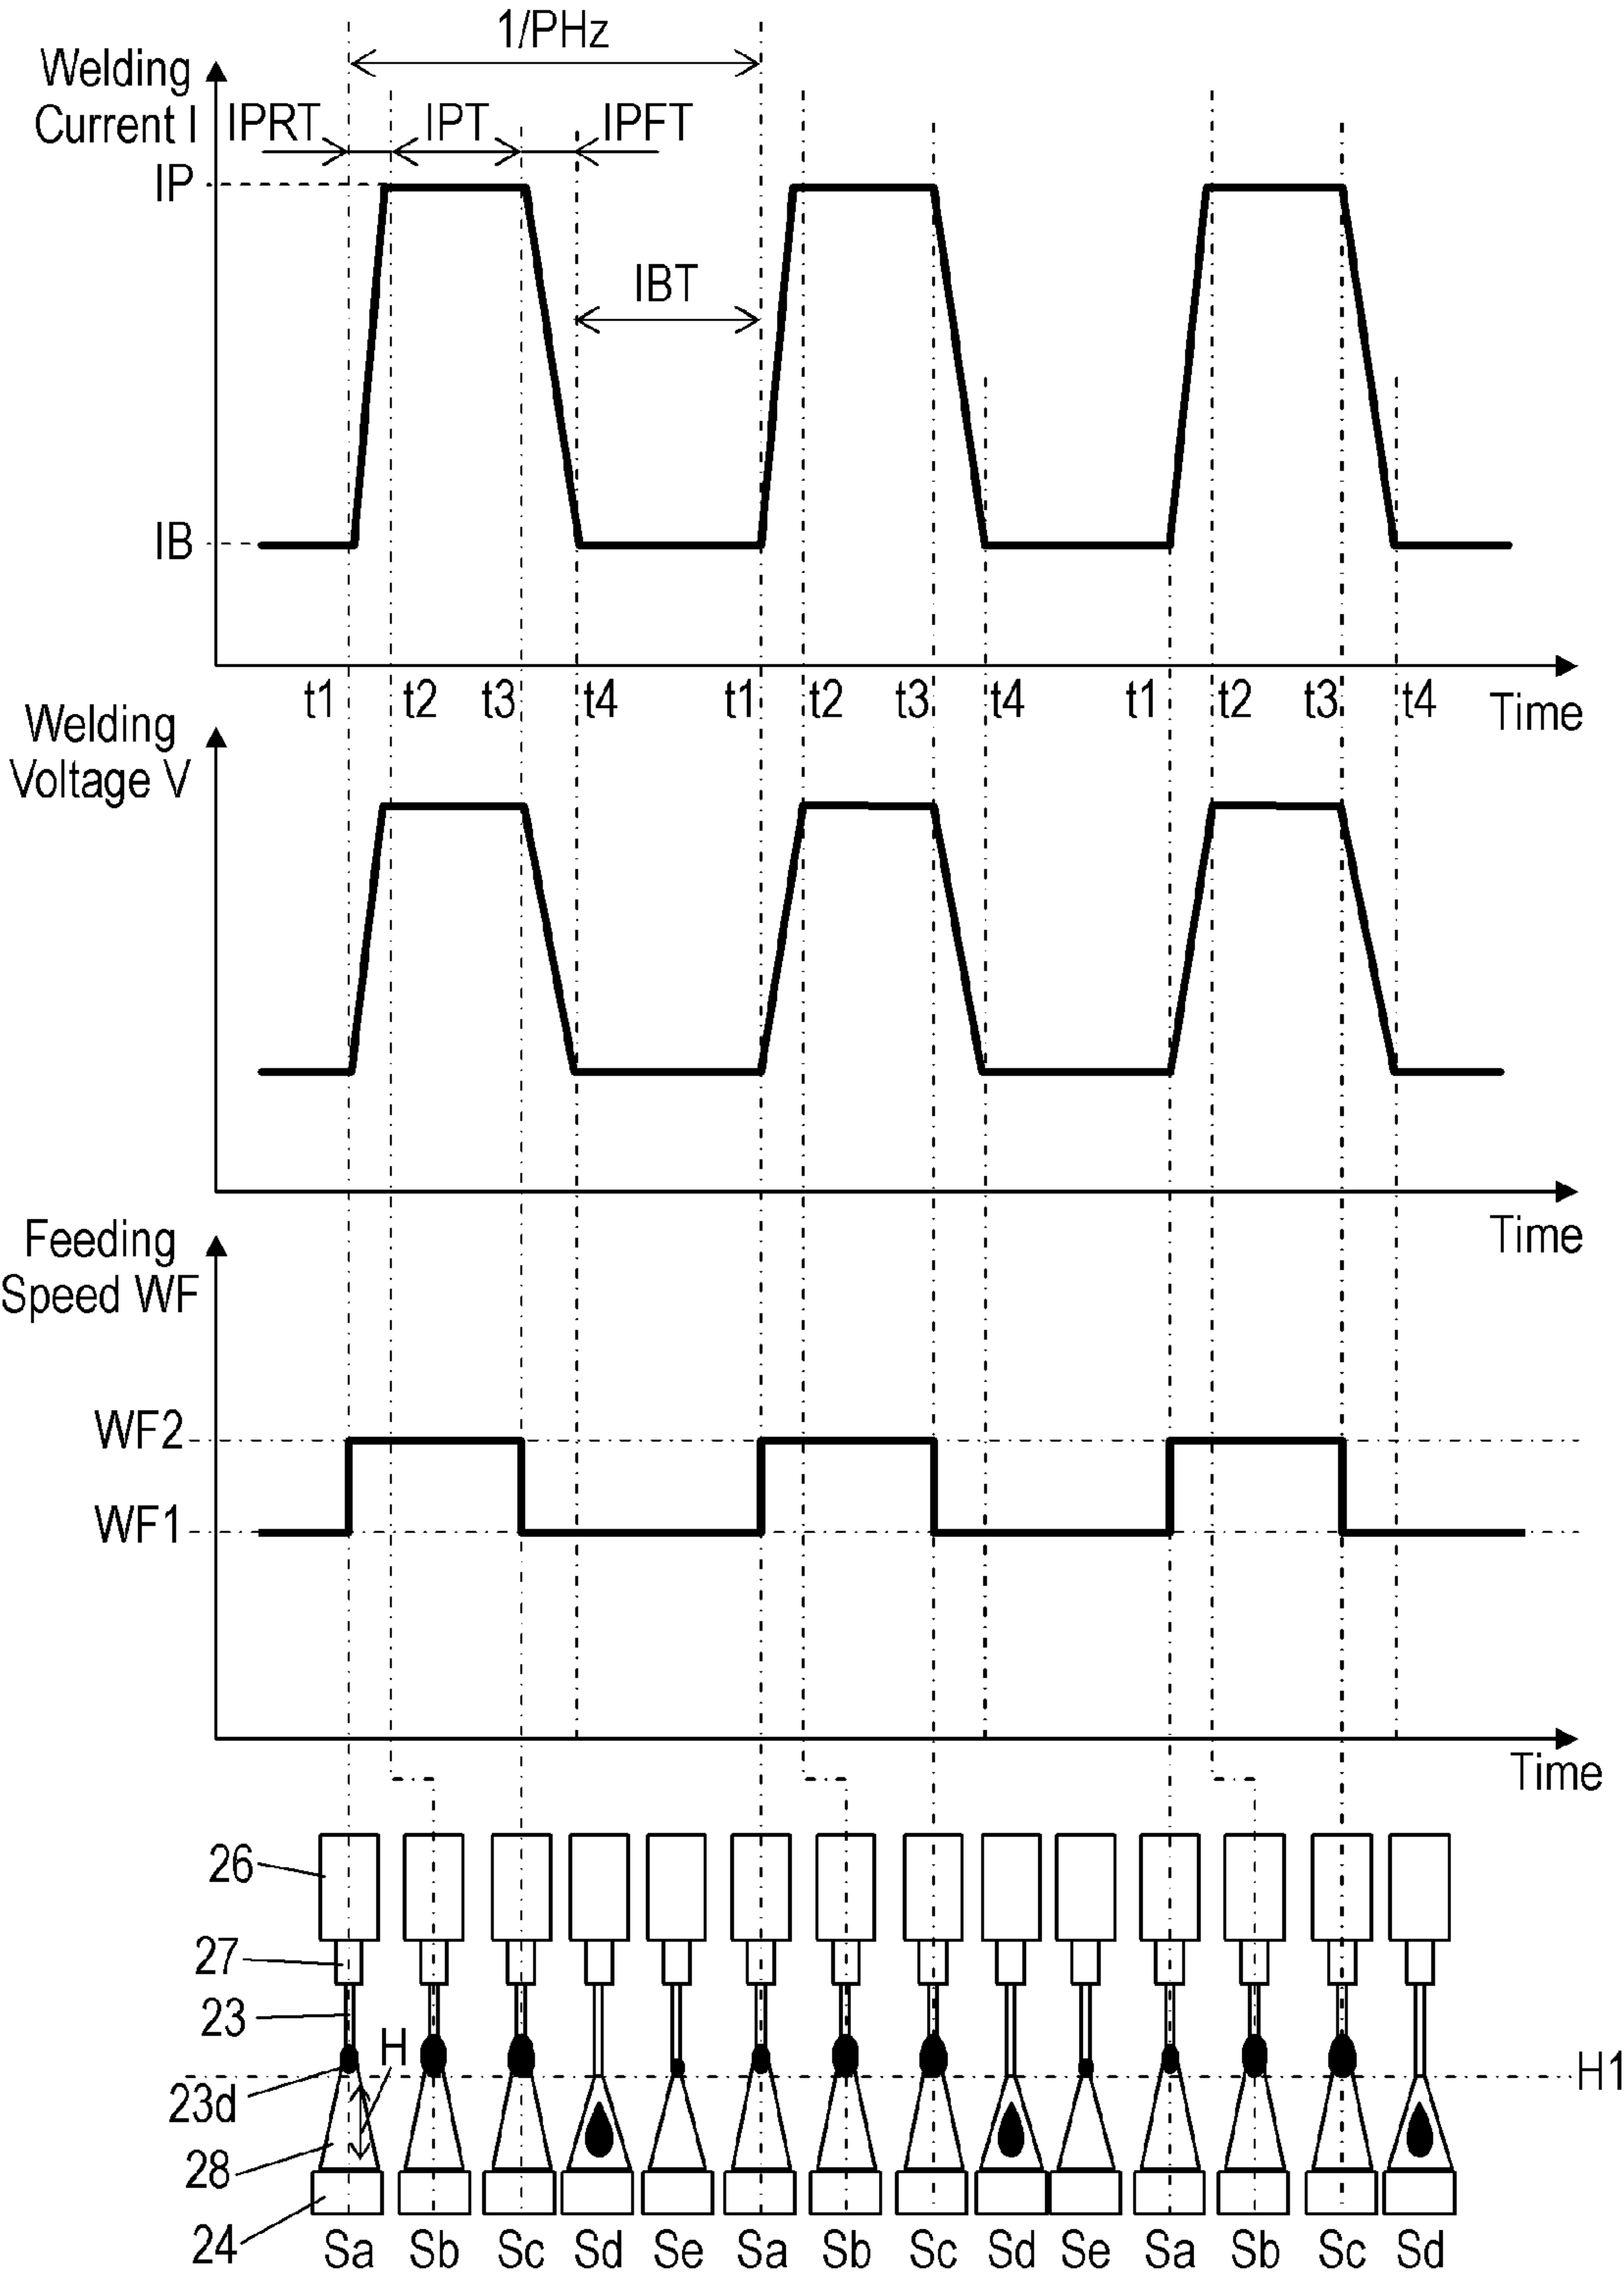 1/PHz
Welding
Current I
IPRT
IPT
IPFT
IP
IBT
IB
t1 t2 t3 t4 t1 t2 t3 t4 t1 t2 t3 t4 Time
Welding
Voltage V
Time
Feeding
Speed WF
WF2
WF1
Time
26
27
23
H
H1
23d
28
24
Sa Sb Sc Sd Se Sa Sb Sc Sd Se Sa Sb Sc Sd